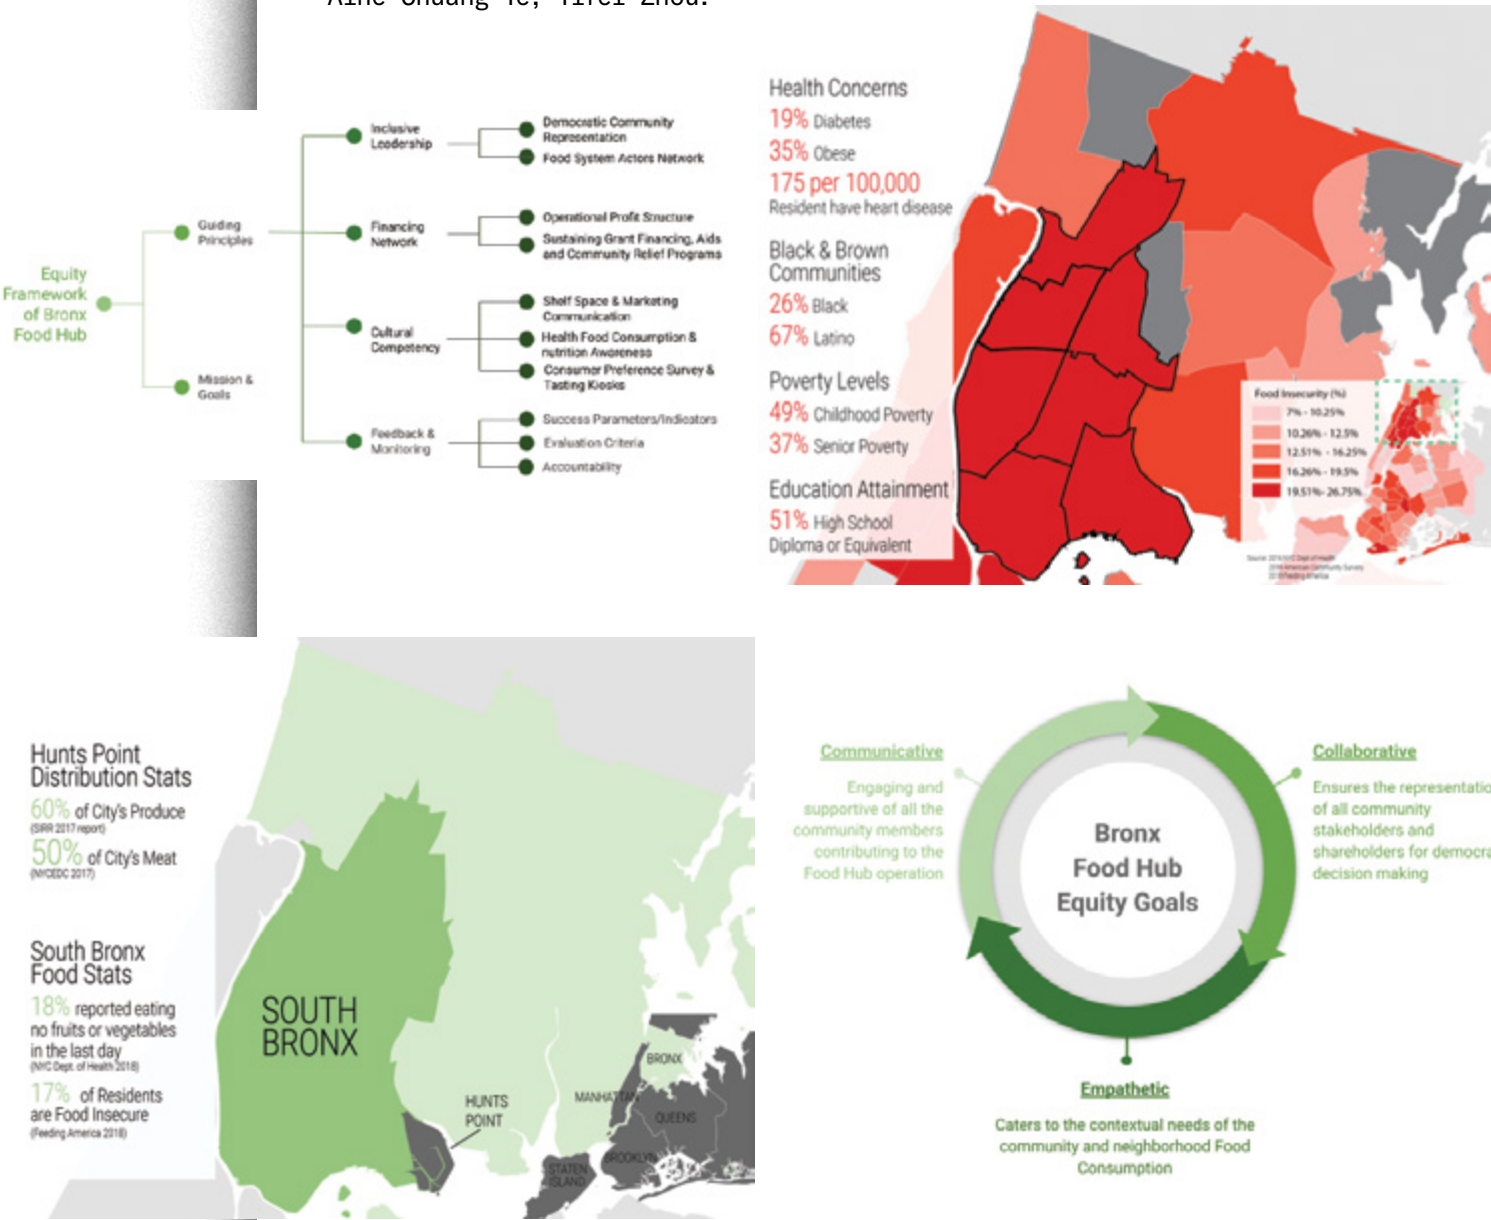 Equity
Framework
of Bronx
Food Hub
Guiding
Principles
Mission &
Goals
Inclusive
Leadership
Financing
Network
Cultural
Competency
Feedback &
Monitoring
Democratic Community
Representation
Food System Actors Network
Operational Profit Structure
Sustaining Grant Financing, Aids
and Community Relief Programs
Shelf Space & Marketing
Communication
Health Food Consumption &
nutrition Awareness
Consumer Preference Survey &
Tasting Kiosks
Success Parameters/Indicators
Evaluation Criteria
Accountability
Health Concerns
19% Diabetes
35% Obese
175 per 100,000
Resident have heart disease
Black & Brown
Communities
26% Black
67% Latino
Poverty Levels
49% Childhood Poverty
37% Senior Poverty
Education Attainment
51% High School
Diploma or Equivalent
Food Insecurity (%)
7% - 10.25%
10.26% - 12.5%
12.51% - 16.25%
16.26% - 19.5%
19.51% - 26.75%
Hunts Point
Distribution Stats
60% of City's Produce
(SIRR 2017 report)
50% of City's Meat
(NYCEDC 2017)
South Bronx
Food Stats
18% reported eating
no fruits or vegetables
in the last day
(NYC Dept. of Health 2018)
17% of Residents
are Food Insecure
(Feeding America 2018)
SOUTH
BRONX
HUNTS
POINT
BRONX
MANHATTAN
QUEENS
BROOKLYN
STATEN
ISLAND
Communicative
Engaging and
supportive of all the
community members
contributing to the
Food Hub operation
Bronx
Food Hub
Equity Goals
Collaborative
Ensures the
of all community
stakeholders and
shareholders for
decision making
Empathetic
Caters to the contextual needs of the
community and neighborhood Food
Consumption